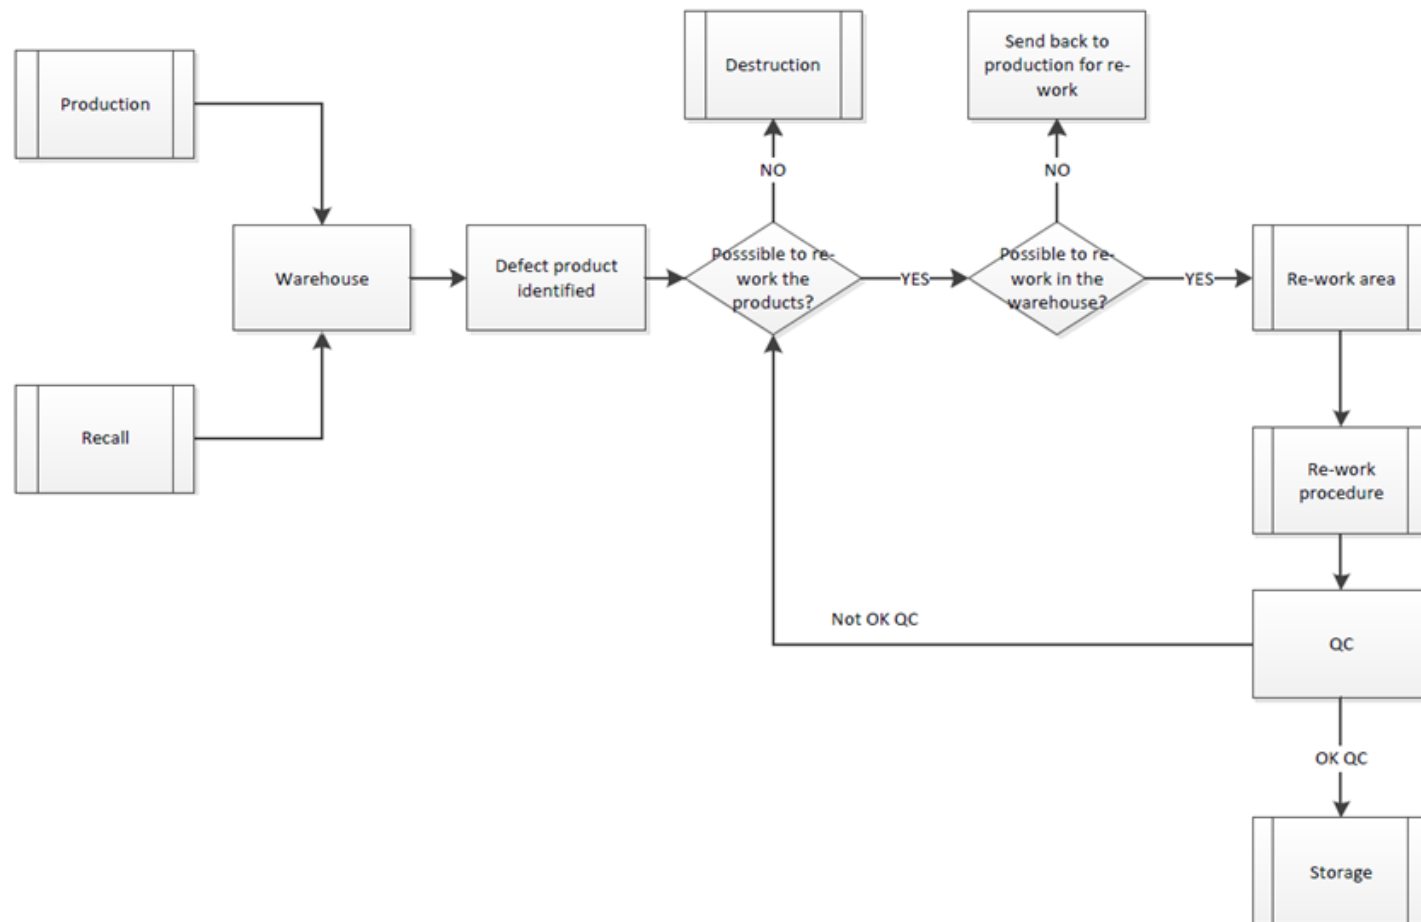 Production
Recall
Warehouse
Defect product
identified
Destruction
NO
Posssible to re-
work the
products?
YES
Send back to
production for re-
work
NO
Possible to re-
work in the
warehouse?
YES
Re-work area
Re-work
procedure
QC
Not OK QC
OK QC
Storage